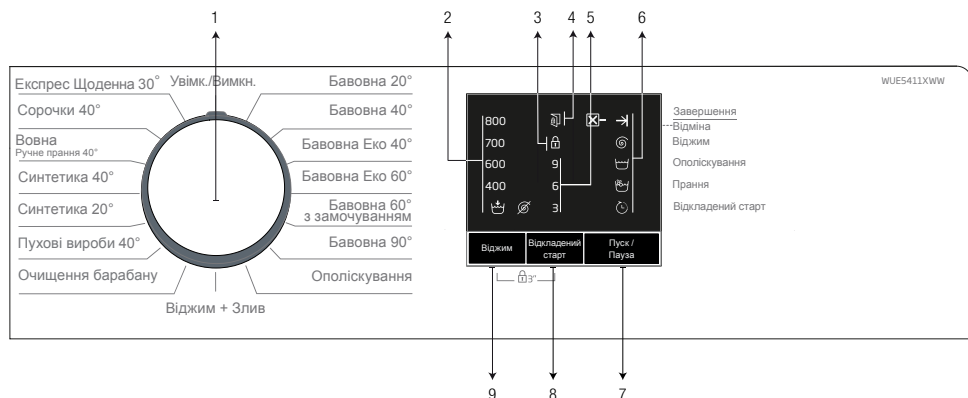 1
2
3
4
5
6
WUE5411XWW
Експрес Щоденна 30°
Увімк./Вимкн.
Бавовна 20°
Сорочки 40°
Бавовна 40°
Вовна
Ручне прання 40°
Бавовна Еко 40°
Синтетика 40°
Бавовна Еко 60°
Синтетика 20°
Бавовна 60°
з замочуванням
Пухові вироби 40°
Бавовна 90°
Очищення барабану
Ополіскування
Віджим + Злив
800
700
600
400
9
6
3
Завершення
Відміна
Віджим
Ополіскування
Прання
Відкладений старт
Віджим
Відкладений
старт
Пуск /
Пауза
3"
9
8
7